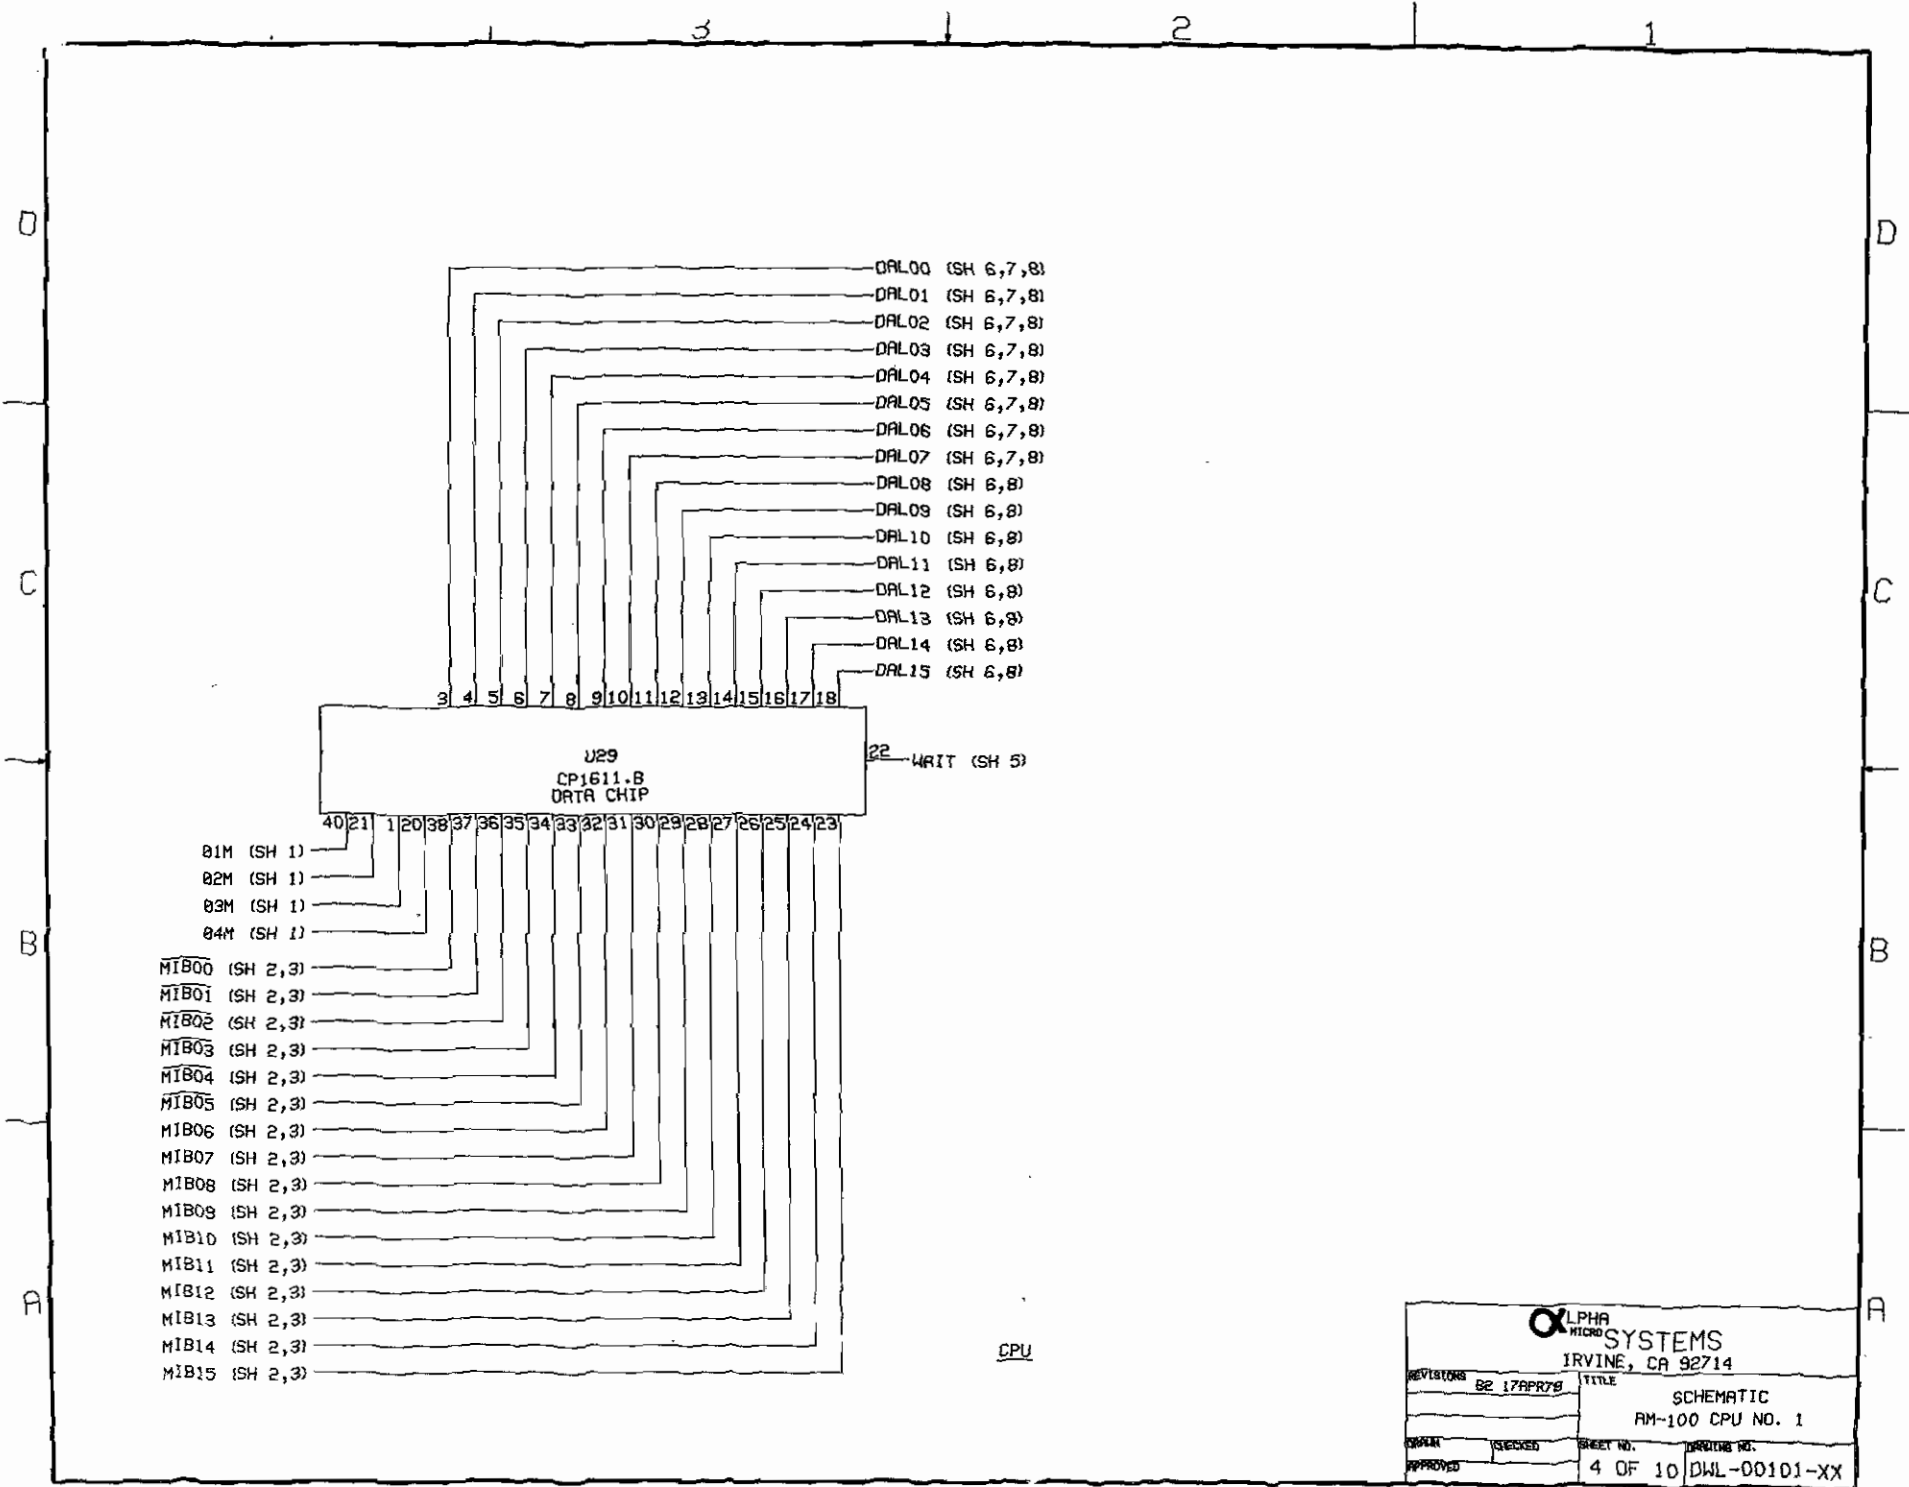 3 2 1
D D
DAL00 (SH 6,7,8)
DAL01 (SH 6,7,8)
DAL02 (SH 6,7,8)
DAL03 (SH 6,7,8)
DAL04 (SH 6,7,8)
DAL05 (SH 6,7,8)
DAL06 (SH 6,7,8)
DAL07 (SH 6,7,8)
DAL08 (SH 6,8)
DAL09 (SH 6,8)
DAL10 (SH 6,8)
DAL11 (SH 6,8)
C C
DAL12 (SH 6,8)
DAL13 (SH 6,8)
DAL14 (SH 6,8)
DAL15 (SH 6,8)
3 4 5 6 7 8 9 10 11 12 13 14 15 16 17 18
U29
CP1611.B
DATA CHIP
22 WAIT (SH 5)
40 21 1 20 38 37 36 35 34 33 32 31 30 29 28 27 26 25 24 23
Ø1M (SH 1)
Ø2M (SH 1)
Ø3M (SH 1)
Ø4M (SH 1)
B B
MIB00 (SH 2,3)
MIB01 (SH 2,3)
MIB02 (SH 2,3)
MIB03 (SH 2,3)
MIB04 (SH 2,3)
MIB05 (SH 2,3)
MIB06 (SH 2,3)
MIB07 (SH 2,3)
MIB08 (SH 2,3)
MIB09 (SH 2,3)
MIB10 (SH 2,3)
MIB11 (SH 2,3)
MIB12 (SH 2,3)
A A
MIB13 (SH 2,3)
MIB14 (SH 2,3)
MIB15 (SH 2,3)
CPU
ALPHA
MICRO SYSTEMS
IRVINE, CA 92714
REVISIONS B2 17APR79
TITLE
SCHEMATIC
AM-100 CPU NO. 1
DRAWN CHECKED
APPROVED
SHEET NO.
4 OF 10
DRAWING NO.
DWL-00101-XX